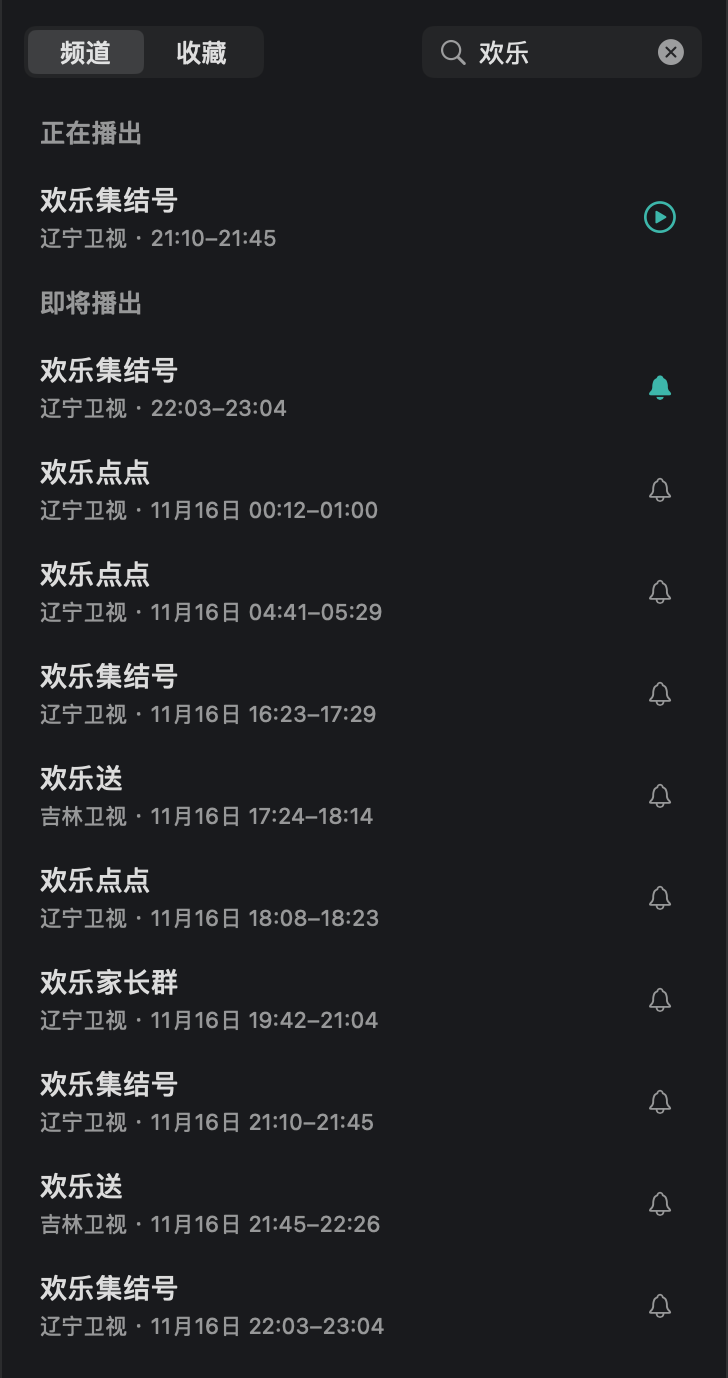 频道 收藏 欢乐
正在播出
欢乐集结号
辽宁卫视 · 21:10–21:45
即将播出
欢乐集结号
辽宁卫视 · 22:03–23:04
欢乐点点
辽宁卫视 · 11月16日 00:12–01:00
欢乐点点
辽宁卫视 · 11月16日 04:41–05:29
欢乐集结号
辽宁卫视 · 11月16日 16:23–17:29
欢乐送
吉林卫视 · 11月16日 17:24–18:14
欢乐点点
辽宁卫视 · 11月16日 18:08–18:23
欢乐家长群
辽宁卫视 · 11月16日 19:42–21:04
欢乐集结号
辽宁卫视 · 11月16日 21:10–21:45
欢乐送
吉林卫视 · 11月16日 21:45–22:26
欢乐集结号
辽宁卫视 · 11月16日 22:03–23:04